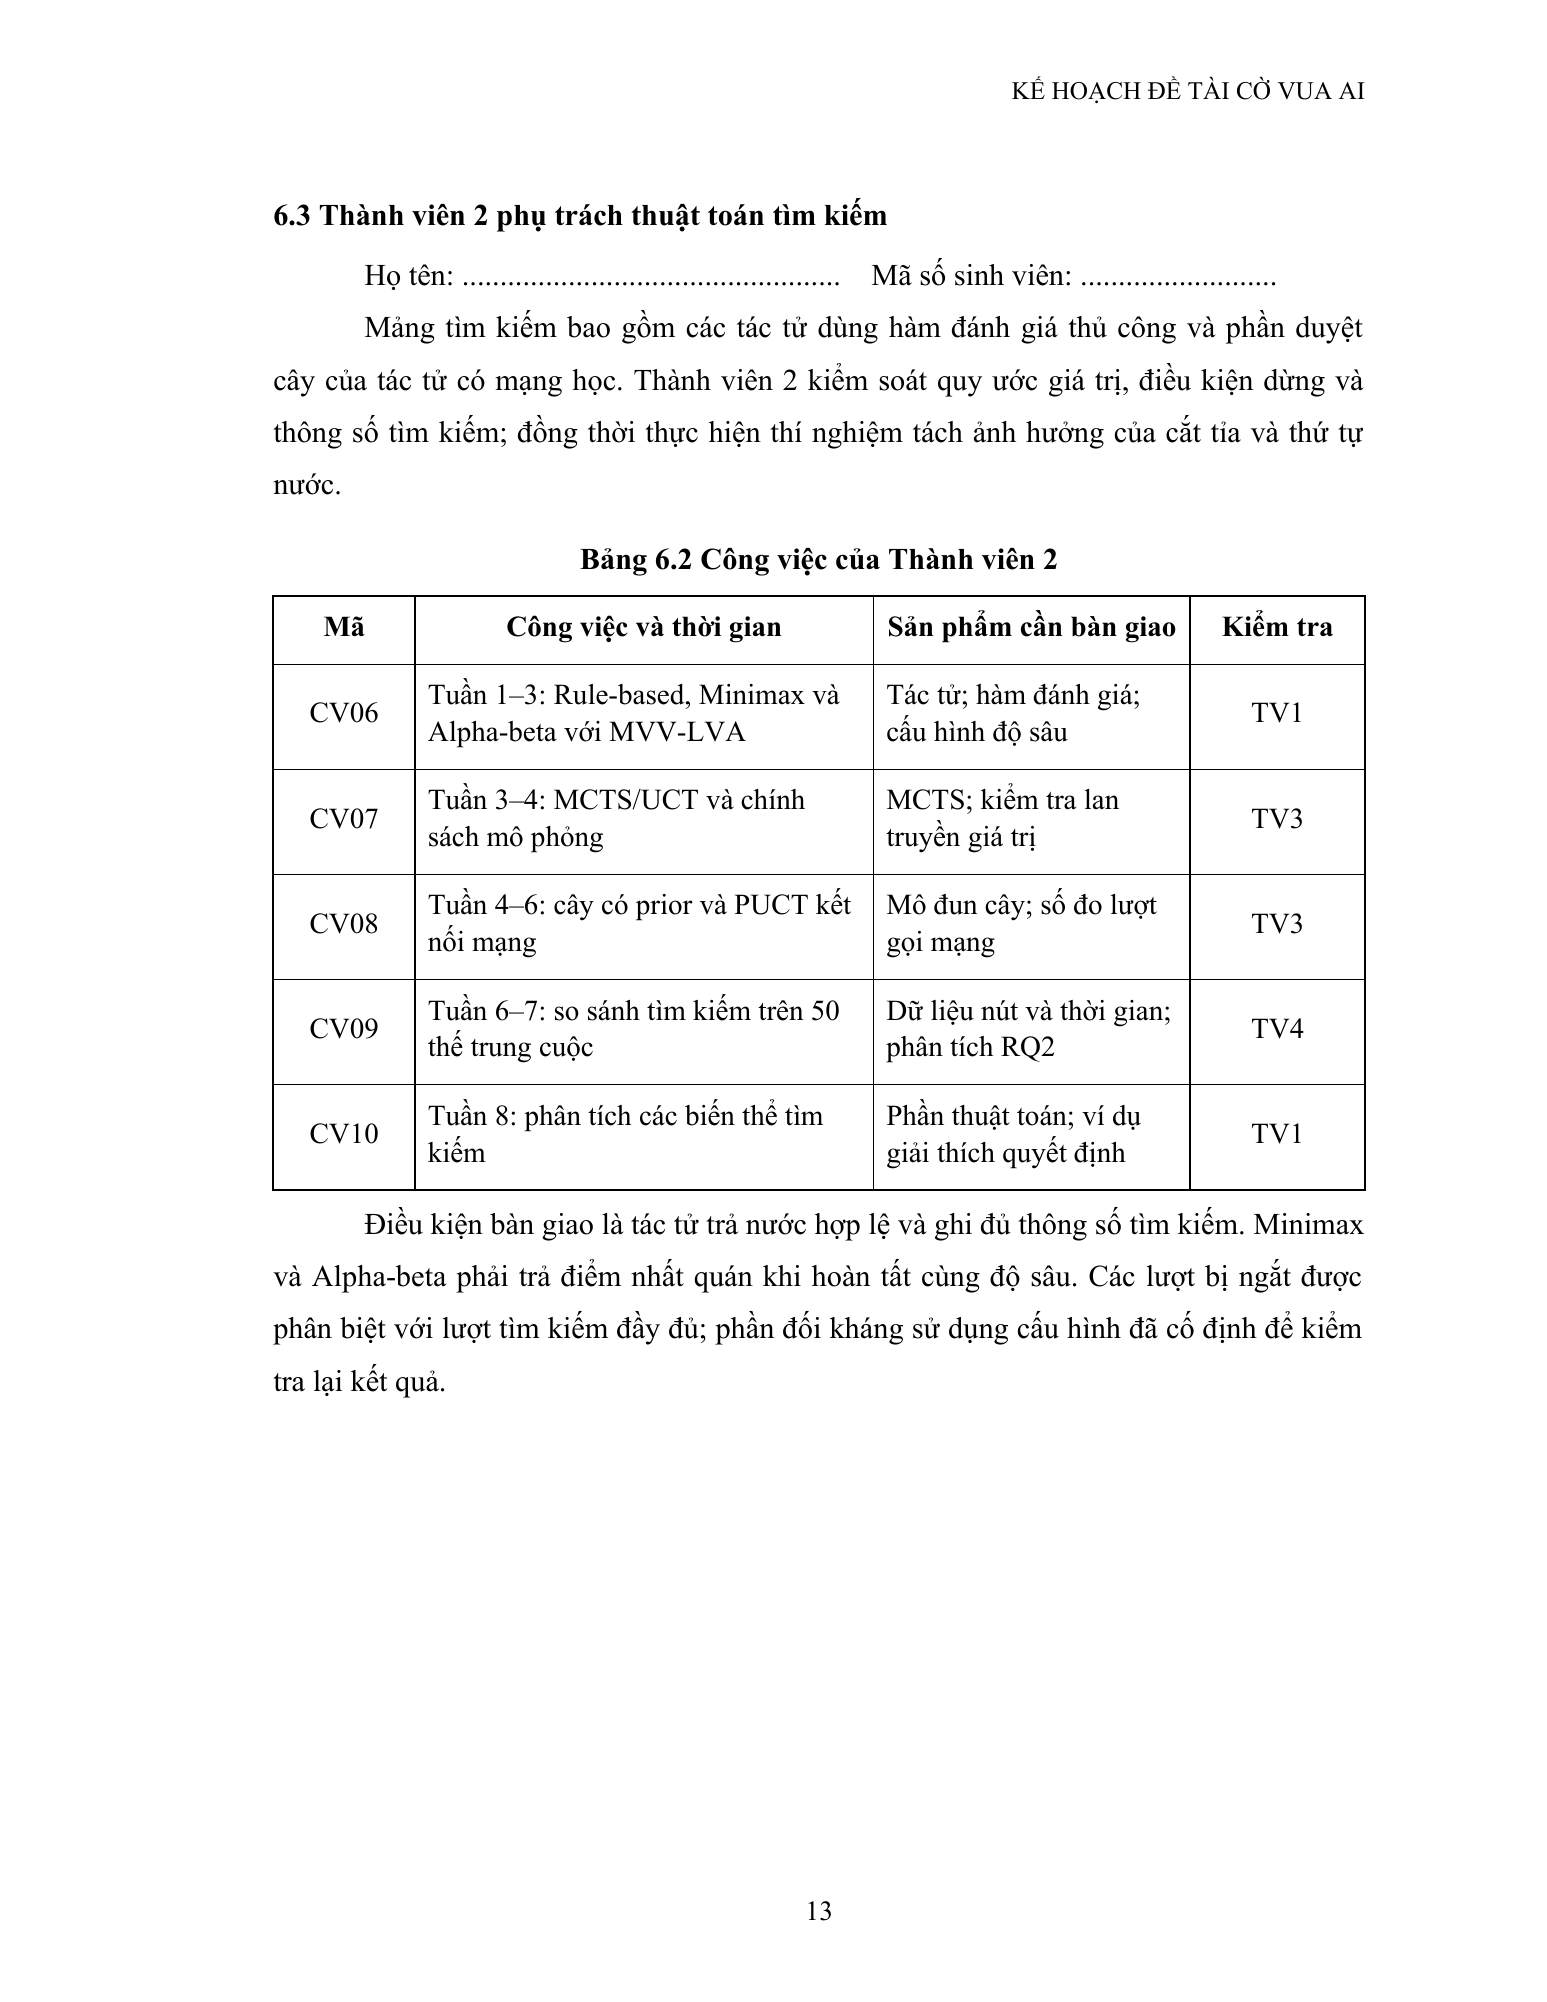 KẾ HOẠCH ĐỀ TÀI CỜ VUA AI
6.3 Thành viên 2 phụ trách thuật toán tìm kiếm
Họ tên: .................................................. Mã số sinh viên: ..........................
Mảng tìm kiếm bao gồm các tác tử dùng hàm đánh giá thủ công và phần duyệt
cây của tác tử có mạng học. Thành viên 2 kiểm soát quy ước giá trị, điều kiện dừng và
thông số tìm kiếm; đồng thời thực hiện thí nghiệm tách ảnh hưởng của cắt tỉa và thứ tự
nước.
Bảng 6.2 Công việc của Thành viên 2
Mã Công việc và thời gian Sản phẩm cần bàn giao Kiểm tra
CV06
Tuần 1–3: Rule-based, Minimax và
Alpha-beta với MVV-LVA
Tác tử; hàm đánh giá;
cấu hình độ sâu
TV1
CV07
Tuần 3–4: MCTS/UCT và chính
sách mô phỏng
MCTS; kiểm tra lan
truyền giá trị
TV3
CV08
Tuần 4–6: cây có prior và PUCT kết
nối mạng
Mô đun cây; số đo lượt
gọi mạng
TV3
CV09
Tuần 6–7: so sánh tìm kiếm trên 50
thế trung cuộc
Dữ liệu nút và thời gian;
phân tích RQ2
TV4
CV10
Tuần 8: phân tích các biến thể tìm
kiếm
Phần thuật toán; ví dụ
giải thích quyết định
TV1
Điều kiện bàn giao là tác tử trả nước hợp lệ và ghi đủ thông số tìm kiếm. Minimax
và Alpha-beta phải trả điểm nhất quán khi hoàn tất cùng độ sâu. Các lượt bị ngắt được
phân biệt với lượt tìm kiếm đầy đủ; phần đối kháng sử dụng cấu hình đã cố định để kiểm
tra lại kết quả.
13